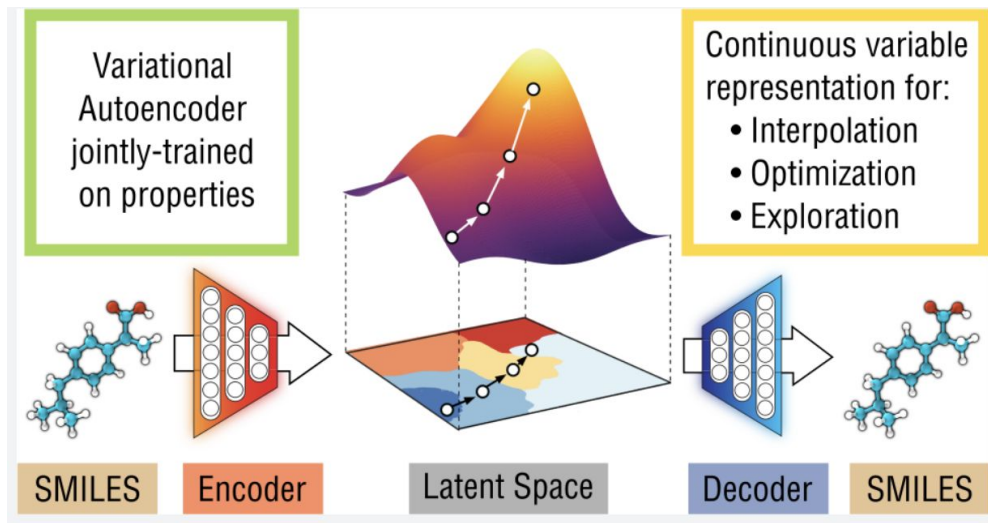 Variational
Autoencoder
jointly-trained
on properties
Continuous variable
representation for:
• Interpolation
• Optimization
• Exploration
SMILES
Encoder
Latent Space
Decoder
SMILES